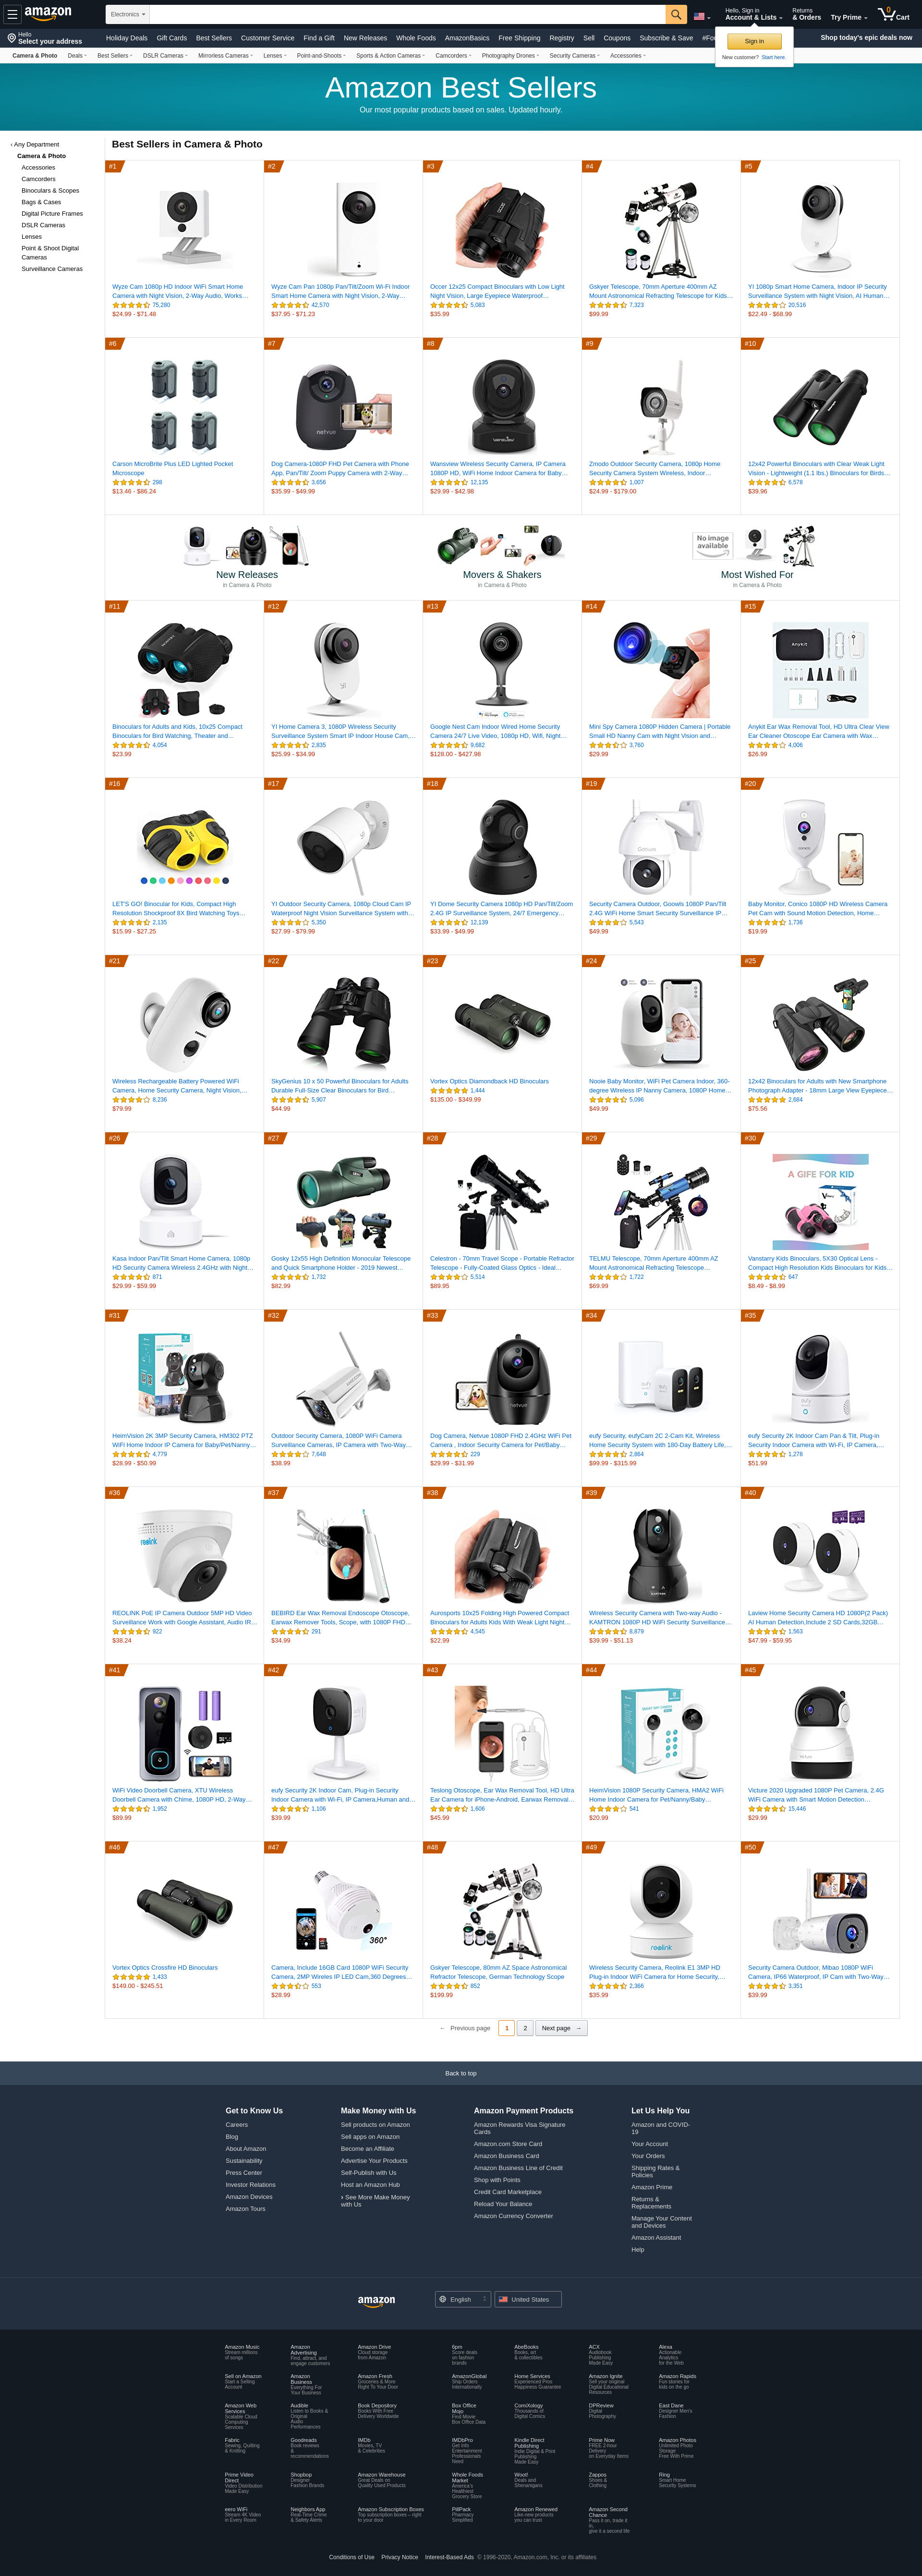 Hello
Select your address
amazon
Electronics
Hello, Sign in
Account & Lists
Returns
& Orders
Try Prime
0
Cart
Holiday Deals
Gift Cards
Best Sellers
Customer Service
Find a Gift
New Releases
Whole Foods
AmazonBasics
Free Shipping
Registry
Sell
Coupons
Subscribe & Save
Shop today's epic deals now
Sign in
New customer? Start here.
Camera & Photo
Deals
Best Sellers
DSLR Cameras
Mirrorless Cameras
Lenses
Point-and-Shoots
Sports & Action Cameras
Camcorders
Photography Drones
Security Cameras
Accessories
Amazon Best Sellers
Our most popular products based on sales. Updated hourly.
‹ Any Department
Camera & Photo
Accessories
Camcorders
Binoculars & Scopes
Bags & Cases
Digital Picture Frames
DSLR Cameras
Lenses
Point & Shoot Digital
Cameras
Surveillance Cameras
Best Sellers in Camera & Photo
#1
Wyze Cam 1080p HD Indoor WiFi Smart Home
Camera with Night Vision, 2-Way Audio, Works…
75,280
$24.99 - $71.48
#2
Wyze Cam Pan 1080p Pan/Tilt/Zoom Wi-Fi Indoor
Smart Home Camera with Night Vision, 2-Way…
42,570
$37.95 - $71.23
#3
Occer 12x25 Compact Binoculars with Low Light
Night Vision, Large Eyepiece Waterproof…
5,083
$35.99
#4
Gskyer Telescope, 70mm Aperture 400mm AZ
Mount Astronomical Refracting Telescope for Kids…
7,323
$99.99
#5
YI 1080p Smart Home Camera, Indoor IP Security
Surveillance System with Night Vision, AI Human…
20,516
$22.49 - $68.99
#6
Carson MicroBrite Plus LED Lighted Pocket
Microscope
298
$13.46 - $86.24
#7
netvue
Dog Camera-1080P FHD Pet Camera with Phone
App, Pan/Tilt/ Zoom Puppy Camera with 2-Way…
3,656
$35.99 - $49.99
#8
wansview
Wansview Wireless Security Camera, IP Camera
1080P HD, WiFi Home Indoor Camera for Baby…
12,135
$29.99 - $42.98
#9
Zmodo Outdoor Security Camera, 1080p Home
Security Camera System Wireless, Indoor…
1,007
$24.99 - $179.00
#10
12x42 Powerful Binoculars with Clear Weak Light
Vision - Lightweight (1.1 lbs.) Binoculars for Birds…
6,578
$39.96
New Releases
in Camera & Photo
Movers & Shakers
in Camera & Photo
No image
available
Most Wished For
in Camera & Photo
#11
Binoculars for Adults and Kids, 10x25 Compact
Binoculars for Bird Watching, Theater and…
4,054
$23.99
#12
YI Home Camera 3, 1080P Wireless Security
Surveillance System Smart IP Indoor House Cam,…
2,835
$25.99 - $34.99
#13
Google Nest Cam Indoor Wired Home Security
Camera 24/7 Live Video, 1080p HD, Wifi, Night…
9,682
$128.00 - $427.98
#14
Mini Spy Camera 1080P Hidden Camera | Portable
Small HD Nanny Cam with Night Vision and…
3,760
$29.99
#15
Anykit
Anykit Ear Wax Removal Tool, HD Ultra Clear View
Ear Cleaner Otoscope Ear Camera with Wax…
4,006
$26.99
#16
LET'S GO! Binocular for Kids, Compact High
Resolution Shockproof 8X Bird Watching Toys…
2,135
$15.99 - $27.25
#17
YI Outdoor Security Camera, 1080p Cloud Cam IP
Waterproof Night Vision Surveillance System with…
5,350
$27.99 - $79.99
#18
YI Dome Security Camera 1080p HD Pan/Tilt/Zoom
2.4G IP Surveillance System, 24/7 Emergency…
12,139
$33.99 - $49.99
#19
Security Camera Outdoor, Goowls 1080P Pan/Tilt
2.4G WiFi Home Smart Security Surveillance IP…
5,543
$49.99
#20
Baby Monitor, Conico 1080P HD Wireless Camera
Pet Cam with Sound Motion Detection, Home…
1,736
$19.99
#21
Wireless Rechargeable Battery Powered WiFi
Camera, Home Security Camera, Night Vision,…
8,236
$79.99
#22
SkyGenius 10 x 50 Powerful Binoculars for Adults
Durable Full-Size Clear Binoculars for Bird…
5,907
$44.99
#23
Vortex Optics Diamondback HD Binoculars
1,444
$135.00 - $349.99
#24
Nooie Baby Monitor, WiFi Pet Camera Indoor, 360-
degree Wireless IP Nanny Camera, 1080P Home…
5,096
$49.99
#25
12x42 Binoculars for Adults with New Smartphone
Photograph Adapter - 18mm Large View Eyepiece…
2,684
$75.56
#26
Kasa Indoor Pan/Tilt Smart Home Camera, 1080p
HD Security Camera Wireless 2.4GHz with Night…
871
$29.99 - $59.99
#27
Gosky 12x55 High Definition Monocular Telescope
and Quick Smartphone Holder - 2019 Newest…
1,732
$82.99
#28
Celestron - 70mm Travel Scope - Portable Refractor
Telescope - Fully-Coated Glass Optics - Ideal…
5,514
$89.95
#29
TELMU Telescope, 70mm Aperture 400mm AZ
Mount Astronomical Refracting Telescope…
1,722
$69.99
#30
A GIFE FOR KID
Vanstarry Kids Binoculars, 5X30 Optical Lens -
Compact High Resolution Kids Binoculars for Kids…
647
$8.49 - $8.99
#31
HeimVision 2K 3MP Security Camera, HM302 PTZ
WiFi Home Indoor IP Camera for Baby/Pet/Nanny…
4,779
$28.99 - $50.99
#32
Outdoor Security Camera, 1080P WiFi Camera
Surveillance Cameras, IP Camera with Two-Way…
7,648
$38.99
#33
netvue
Dog Camera, Netvue 1080P FHD 2.4GHz WiFi Pet
Camera , Indoor Security Camera for Pet/Baby…
229
$29.99 - $31.99
#34
eufy Security, eufyCam 2C 2-Cam Kit, Wireless
Home Security System with 180-Day Battery Life,…
2,864
$99.99 - $315.99
#35
eufy
eufy Security 2K Indoor Cam Pan & Tilt, Plug-in
Security Indoor Camera with Wi-Fi, IP Camera,…
1,278
$51.99
#36
reolink
REOLINK PoE IP Camera Outdoor 5MP HD Video
Surveillance Work with Google Assistant, Audio IR…
922
$38.24
#37
BEBIRD Ear Wax Removal Endoscope Otoscope,
Earwax Remover Tools, Scope, with 1080P FHD…
291
$34.99
#38
Aurosports 10x25 Folding High Powered Compact
Binoculars for Adults Kids With Weak Light Night…
4,545
$22.99
#39
Wireless Security Camera with Two-way Audio -
KAMTRON 1080P HD WiFi Security Surveillance…
8,879
$39.99 - $51.13
#40
Laview Home Security Camera HD 1080P(2 Pack)
AI Human Detection,Include 2 SD Cards,32GB…
1,563
$47.99 - $59.95
#41
WiFi Video Doorbell Camera, XTU Wireless
Doorbell Camera with Chime, 1080P HD, 2-Way…
1,952
$89.99
#42
eufy Security 2K Indoor Cam, Plug-in Security
Indoor Camera with Wi-Fi, IP Camera,Human and…
1,106
$39.99
#43
Teslong Otoscope, Ear Wax Removal Tool, HD Ultra
Ear Camera for iPhone-Android, Earwax Removal…
1,606
$45.99
#44
HeimVision 1080P Security Camera, HMA2 WiFi
Home Indoor Camera for Pet/Nanny/Baby…
541
$20.99
#45
Victure 2020 Upgraded 1080P Pet Camera, 2.4G
WiFi Camera with Smart Motion Detection…
15,446
$29.99
#46
Vortex Optics Crossfire HD Binoculars
1,433
$149.00 - $245.51
#47
360°
Camera, Include 16GB Card 1080P WiFi Security
Camera, 2MP Wireles IP LED Cam,360 Degrees…
553
$28.99
#48
Gskyer Telescope, 80mm AZ Space Astronomical
Refractor Telescope, German Technology Scope
852
$199.99
#49
reolink
Wireless Security Camera, Reolink E1 3MP HD
Plug-in Indoor WiFi Camera for Home Security,…
2,366
$35.99
#50
Security Camera Outdoor, Mibao 1080P WiFi
Camera, IP66 Waterproof, IP Cam with Two-Way…
3,351
$39.99
← Previous page
1
2
Next page →
Back to top
Get to Know Us
Careers
Blog
About Amazon
Sustainability
Press Center
Investor Relations
Amazon Devices
Amazon Tours
Make Money with Us
Sell products on Amazon
Sell apps on Amazon
Become an Affiliate
Advertise Your Products
Self-Publish with Us
Host an Amazon Hub
› See More Make Money
with Us
Amazon Payment Products
Amazon Rewards Visa Signature
Cards
Amazon.com Store Card
Amazon Business Card
Amazon Business Line of Credit
Shop with Points
Credit Card Marketplace
Reload Your Balance
Amazon Currency Converter
Let Us Help You
Amazon and COVID-
19
Your Account
Your Orders
Shipping Rates &
Policies
Amazon Prime
Returns &
Replacements
Manage Your Content
and Devices
Amazon Assistant
Help
amazon
English
United States
Amazon Music
Stream millions
of songs
Amazon
Advertising
Find, attract, and
engage customers
Amazon Drive
Cloud storage
from Amazon
6pm
Score deals
on fashion
brands
AbeBooks
Books, art
& collectibles
ACX
Audiobook
Publishing
Made Easy
Alexa
Actionable
Analytics
for the Web
Sell on Amazon
Start a Selling
Account
Amazon
Business
Everything For
Your Business
Amazon Fresh
Groceries & More
Right To Your Door
AmazonGlobal
Ship Orders
Internationally
Home Services
Experienced Pros
Happiness Guarantee
Amazon Ignite
Sell your original
Digital Educational
Resources
Amazon Rapids
Fun stories for
kids on the go
Amazon Web
Services
Scalable Cloud
Computing
Services
Audible
Listen to Books &
Original
Audio
Performances
Book Depository
Books With Free
Delivery Worldwide
Box Office
Mojo
Find Movie
Box Office Data
ComiXology
Thousands of
Digital Comics
DPReview
Digital
Photography
East Dane
Designer Men's
Fashion
Fabric
Sewing, Quilting
& Knitting
Goodreads
Book reviews
&
recommendations
IMDb
Movies, TV
& Celebrities
IMDbPro
Get Info
Entertainment
Professionals
Need
Kindle Direct
Publishing
Indie Digital & Print
Publishing
Made Easy
Prime Now
FREE 2-hour
Delivery
on Everyday Items
Amazon Photos
Unlimited Photo
Storage
Free With Prime
Prime Video
Direct
Video Distribution
Made Easy
Shopbop
Designer
Fashion Brands
Amazon Warehouse
Great Deals on
Quality Used Products
Whole Foods
Market
America's
Healthiest
Grocery Store
Woot!
Deals and
Shenanigans
Zappos
Shoes &
Clothing
Ring
Smart Home
Security Systems
eero WiFi
Stream 4K Video
in Every Room
Neighbors App
Real-Time Crime
& Safety Alerts
Amazon Subscription Boxes
Top subscription boxes – right
to your door
PillPack
Pharmacy
Simplified
Amazon Renewed
Like-new products
you can trust
Amazon Second
Chance
Pass it on, trade it
in,
give it a second life
Conditions of Use
Privacy Notice
Interest-Based Ads
© 1996-2020, Amazon.com, Inc. or its affiliates